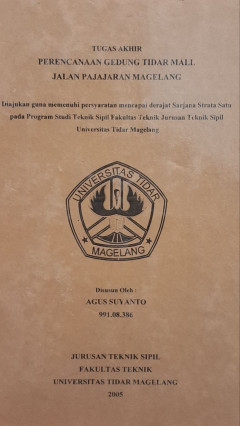 TUGAS AKHIR
PERENCANAAN GEDUNG TIDAR MALL
JALAN PAJAJARAN MAGELANG
Diajukan guna memenuhi persyaratan mencapai derajat Sarjana Strata Satu
pada Program Studi Teknik Sipil Fakultas Teknik Jurusan Teknik Sipil
Universitas Tidar Magelang
UNIVERSITAS TIDAR
MAGELANG
Disusun Oleh :
AGUS SUYANTO
991.08.386
JURUSAN TEKNIK SIPIL
FAKULTAS TEKNIK
UNIVERSITAS TIDAR MAGELANG
2005